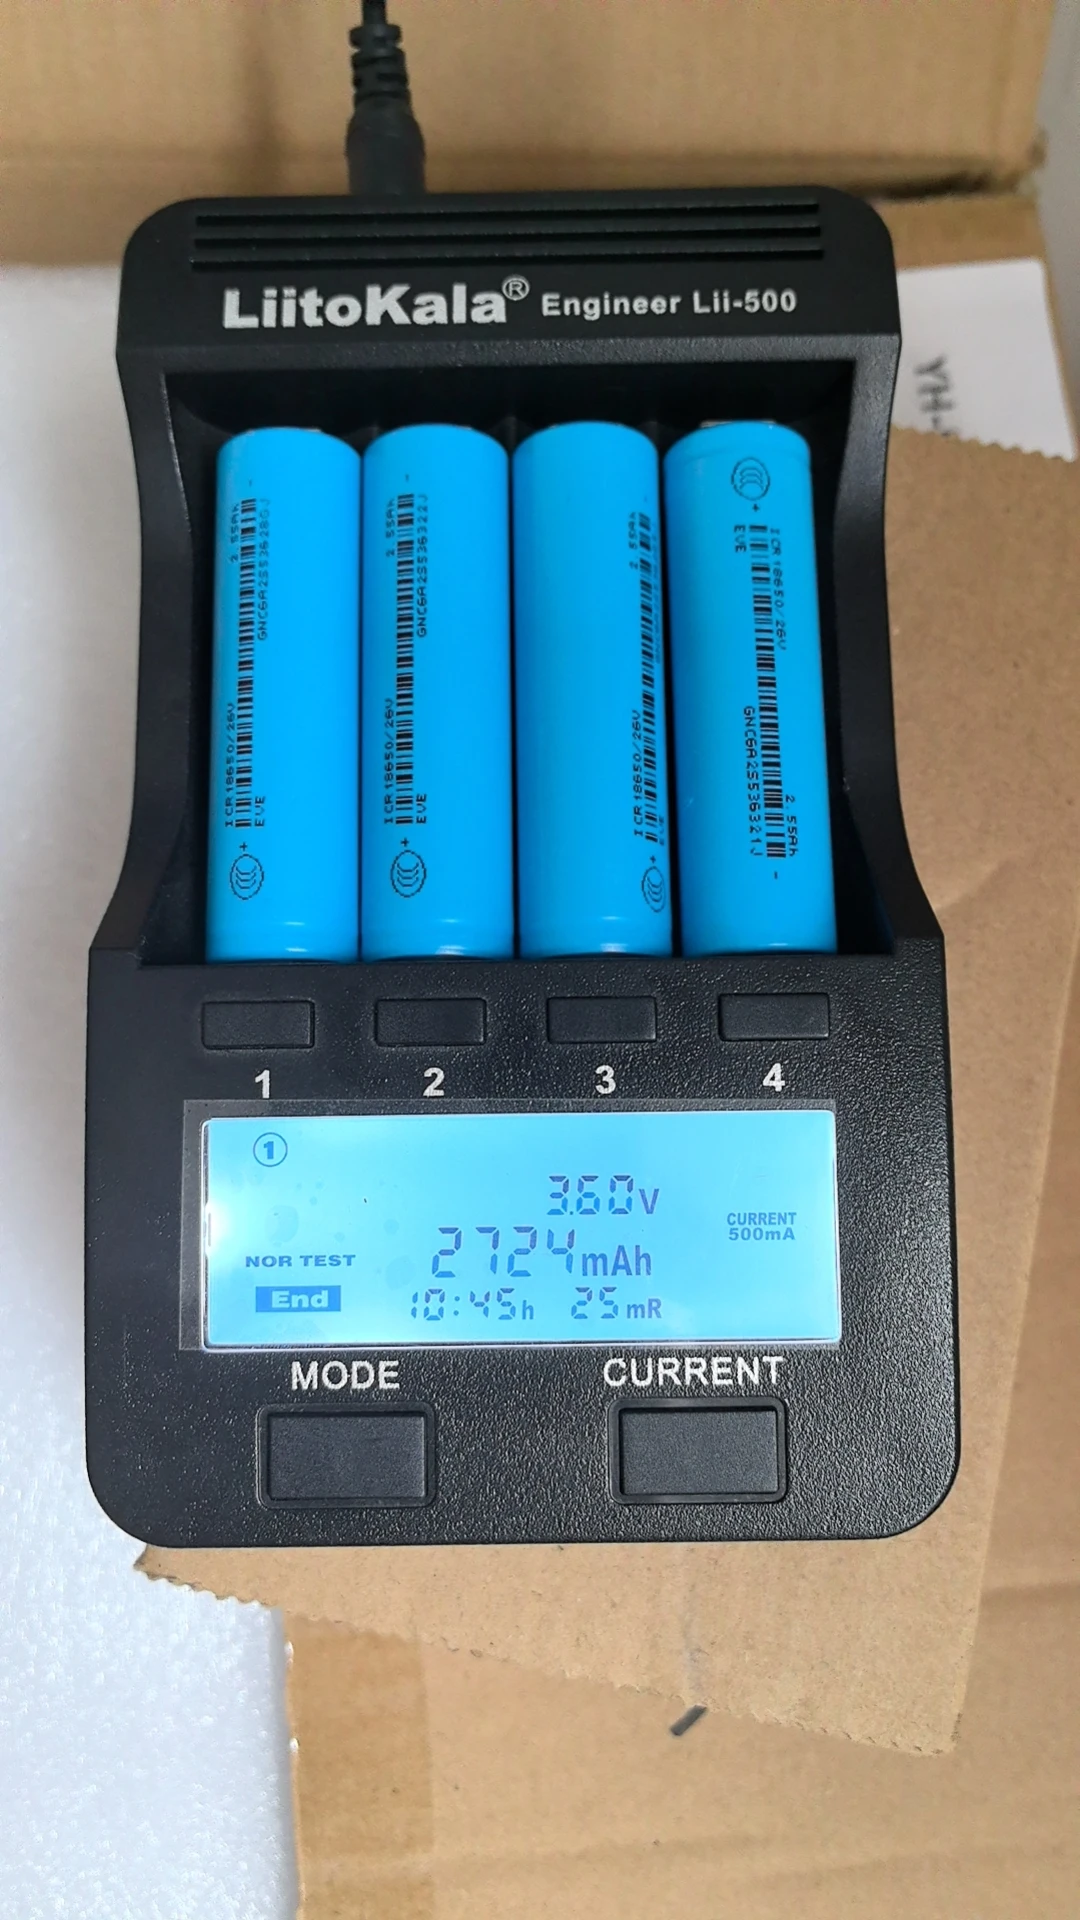 LiitoKala® Engineer Lii-500
YH-
2.55Ah
ICR18650/26V
EVE
2.55Ah
GNC6A2S536322J
ICR18650/26V
EVE
2.55Ah
ICR18650/26V
EVE
ICR18650/26V
EVE
GNC6A2S536321J
2.55Ah
1
2
3
4
1
3.60V
CURRENT
500mA
NOR TEST
2724mAh
End
10:45h 25mR
MODE
CURRENT